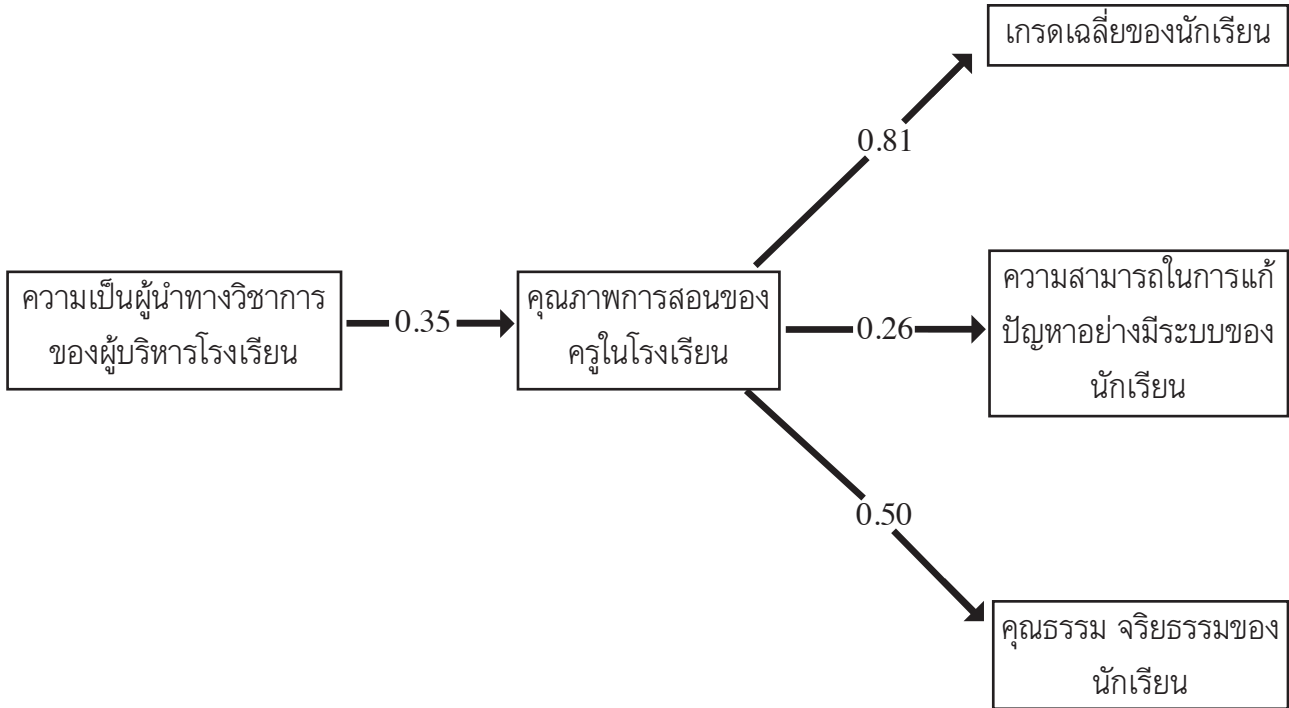 เกรดเฉลี่ยของนักเรียน
0.81
ความเป็นผู้นำทางวิชาการ
ของผู้บริหารโรงเรียน
0.35
คุณภาพการสอนของ
ครูในโรงเรียน
0.26
ความสามารถในการแก้
ปัญหาอย่างมีระบบของ
นักเรียน
0.50
คุณธรรม จริยธรรมของ
นักเรียน